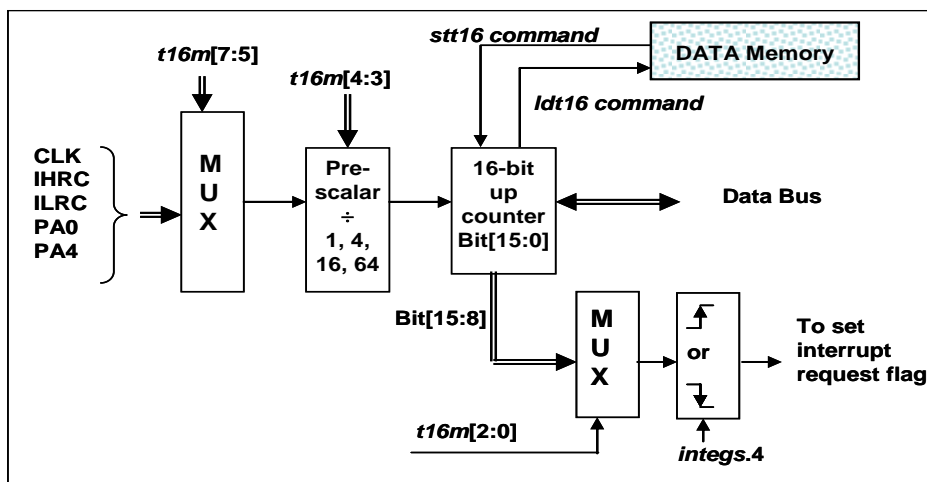 stt16 command
DATA Memory
t16m[7:5]
t16m[4:3]
ldt16 command
CLK
IHRC
ILRC
PA0
PA4
M
U
X
Pre-
scalar
÷
1, 4,
16, 64
16-bit
up
counter
Bit[15:0]
Data Bus
Bit[15:8]
M
U
X
or
To set
interrupt
request flag
t16m[2:0]
integs.4